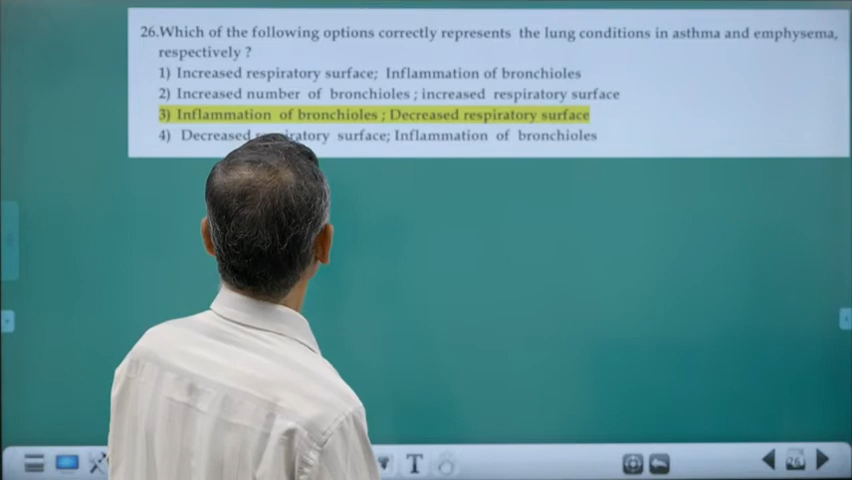 26.Which of the following options correctly represents the lung conditions in asthma and emphysema,
respectively ?
1) Increased respiratory surface; Inflammation of bronchioles
2) Increased number of bronchioles ; increased respiratory surface
3) Inflammation of bronchioles ; Decreased respiratory surface
4) Decreased respiratory surface; Inflammation of bronchioles
T
26